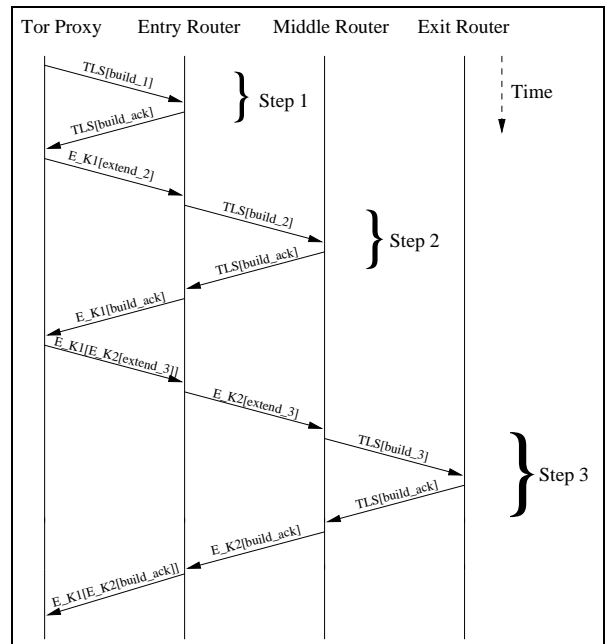 Tor Proxy
Entry Router
Middle Router
Exit Router
TLS[build_1]
Step 1
Time
TLS[build_ack]
E_K1[extend_2]
TLS[build_2]
Step 2
TLS[build_ack]
E_K1[build_ack]
E_K1[E_K2[extend_3]]
E_K2[extend_3]
TLS[build_3]
Step 3
TLS[build_ack]
E_K2[build_ack]
E_K1[E_K2[build_ack]]